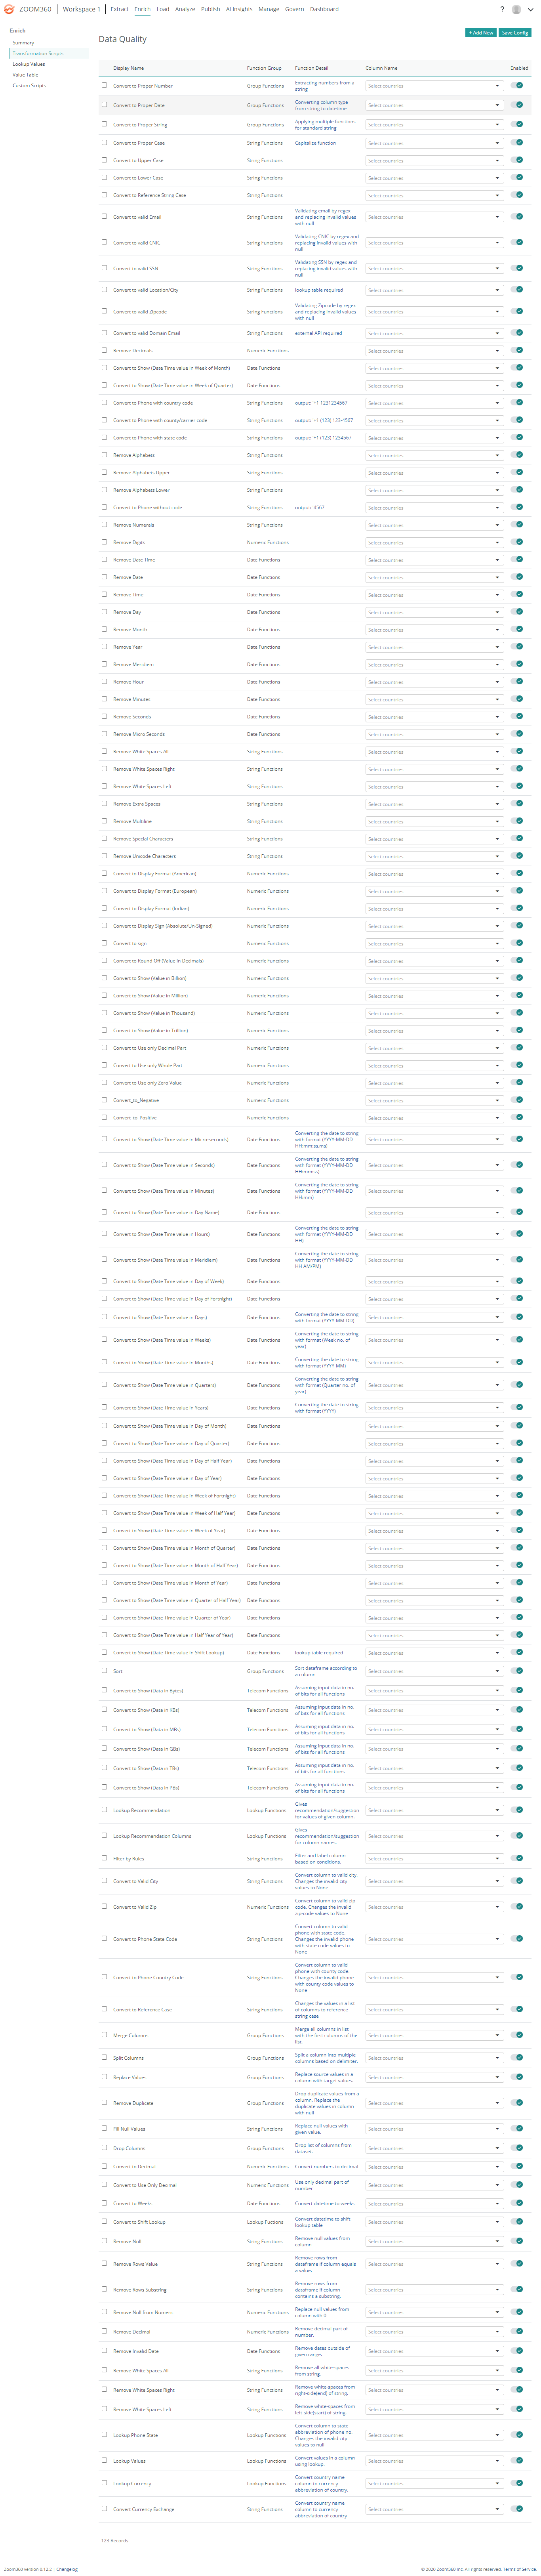 ZOOM360 | Workspace 1 | Extract Enrich Load Analyze Publish AI Insights Manage Govern Dashboard ?
Enrich
Summary
Transformation Scripts
Lookup Values
Value Table
Custom Scripts
Data Quality
+ Add New Save Config
Display Name Function Group Function Detail Column Name Enabled
Convert to Proper Number Group Functions Extracting numbers from a string Select countries
Convert to Proper Date Group Functions Converting column type from string to datetime Select countries
Convert to Proper String Group Functions Applying multiple functions for standard string Select countries
Convert to Proper Case String Functions Capitalize function Select countries
Convert to Upper Case String Functions Select countries
Convert to Lower Case String Functions Select countries
Convert to Reference String Case String Functions Select countries
Convert to valid Email String Functions Validating email by regex and replacing invalid values with null Select countries
Convert to valid CNIC String Functions Validating CNIC by regex and replacing invalid values with null Select countries
Convert to valid SSN String Functions Validating SSN by regex and replacing invalid values with null Select countries
Convert to valid Location/City String Functions lookup table required Select countries
Convert to valid Zipcode String Functions Validating Zipcode by regex and replacing invalid values with null Select countries
Convert to valid Domain Email String Functions external API required Select countries
Remove Decimals Numeric Functions Select countries
Convert to Show (Date Time value in Week of Month) Date Functions Select countries
Convert to Show (Date Time value in Week of Quarter) Date Functions Select countries
Convert to Phone with country code String Functions output: '+1 1231234567 Select countries
Convert to Phone with county/carrier code String Functions output: '+1 (123) 123-4567 Select countries
Convert to Phone with state code String Functions output: '+1 (123) 1234567 Select countries
Remove Alphabets String Functions Select countries
Remove Alphabets Upper String Functions Select countries
Remove Alphabets Lower String Functions Select countries
Convert to Phone without code String Functions output: '4567 Select countries
Remove Numerals String Functions Select countries
Remove Digits Numeric Functions Select countries
Remove Date Time Date Functions Select countries
Remove Date Date Functions Select countries
Remove Time Date Functions Select countries
Remove Day Date Functions Select countries
Remove Month Date Functions Select countries
Remove Year Date Functions Select countries
Remove Meridiem Date Functions Select countries
Remove Hour Date Functions Select countries
Remove Minutes Date Functions Select countries
Remove Seconds Date Functions Select countries
Remove Micro Seconds Date Functions Select countries
Remove White Spaces All String Functions Select countries
Remove White Spaces Right String Functions Select countries
Remove White Spaces Left String Functions Select countries
Remove Extra Spaces String Functions Select countries
Remove Multiline String Functions Select countries
Remove Special Characters String Functions Select countries
Remove Unicode Characters String Functions Select countries
Convert to Display Format (American) Numeric Functions Select countries
Convert to Display Format (European) Numeric Functions Select countries
Convert to Display Format (Indian) Numeric Functions Select countries
Convert to Display Sign (Absolute/Un-Signed) Numeric Functions Select countries
Convert to sign Numeric Functions Select countries
Convert to Round Off (Value in Decimals) Numeric Functions Select countries
Convert to Show (Value in Billion) Numeric Functions Select countries
Convert to Show (Value in Million) Numeric Functions Select countries
Convert to Show (Value in Thousand) Numeric Functions Select countries
Convert to Show (Value in Trillion) Numeric Functions Select countries
Convert to Use only Decimal Part Numeric Functions Select countries
Convert to Use only Whole Part Numeric Functions Select countries
Convert to Use only Zero Value Numeric Functions Select countries
Convert_to_Negative Numeric Functions Select countries
Convert_to_Positive Numeric Functions Select countries
Convert to Show (Date Time value in Micro-seconds) Date Functions Converting the date to string with format (YYYY-MM-DD HH:mm:ss.ms) Select countries
Convert to Show (Date Time value in Seconds) Date Functions Converting the date to string with format (YYYY-MM-DD HH:mm:ss) Select countries
Convert to Show (Date Time value in Minutes) Date Functions Converting the date to string with format (YYYY-MM-DD HH:mm) Select countries
Convert to Show (Date Time value in Day Name) Date Functions Select countries
Convert to Show (Date Time value in Hours) Date Functions Converting the date to string with format (YYYY-MM-DD HH) Select countries
Convert to Show (Date Time value in Meridiem) Date Functions Converting the date to string with format (YYYY-MM-DD HH AM/PM) Select countries
Convert to Show (Date Time value in Day of Week) Date Functions Select countries
Convert to Show (Date Time value in Day of Fortnight) Date Functions Select countries
Convert to Show (Date Time value in Days) Date Functions Converting the date to string with format (YYYY-MM-DD) Select countries
Convert to Show (Date Time value in Weeks) Date Functions Converting the date to string with format (Week no. of year) Select countries
Convert to Show (Date Time value in Months) Date Functions Converting the date to string with format (YYYY-MM) Select countries
Convert to Show (Date Time value in Quarters) Date Functions Converting the date to string with format (Quarter no. of year) Select countries
Convert to Show (Date Time value in Years) Date Functions Converting the date to string with format (YYYY) Select countries
Convert to Show (Date Time value in Day of Month) Date Functions Select countries
Convert to Show (Date Time value in Day of Quarter) Date Functions Select countries
Convert to Show (Date Time value in Day of Half Year) Date Functions Select countries
Convert to Show (Date Time value in Day of Year) Date Functions Select countries
Convert to Show (Date Time value in Week of Fortnight) Date Functions Select countries
Convert to Show (Date Time value in Week of Half Year) Date Functions Select countries
Convert to Show (Date Time value in Week of Year) Date Functions Select countries
Convert to Show (Date Time value in Month of Quarter) Date Functions Select countries
Convert to Show (Date Time value in Month of Half Year) Date Functions Select countries
Convert to Show (Date Time value in Month of Year) Date Functions Select countries
Convert to Show (Date Time value in Quarter of Half Year) Date Functions Select countries
Convert to Show (Date Time value in Quarter of Year) Date Functions Select countries
Convert to Show (Date Time value in Half Year of Year) Date Functions Select countries
Convert to Show (Date Time value in Shift Lookup) Date Functions lookup table required Select countries
Sort Group Functions Sort dataframe according to a column Select countries
Convert to Show (Data in Bytes) Telecom Functions Assuming input data in no. of bits for all functions Select countries
Convert to Show (Data in KBs) Telecom Functions Assuming input data in no. of bits for all functions Select countries
Convert to Show (Data in MBs) Telecom Functions Assuming input data in no. of bits for all functions Select countries
Convert to Show (Data in GBs) Telecom Functions Assuming input data in no. of bits for all functions Select countries
Convert to Show (Data in TBs) Telecom Functions Assuming input data in no. of bits for all functions Select countries
Convert to Show (Data in PBs) Telecom Functions Assuming input data in no. of bits for all functions Select countries
Lookup Recommendation Lookup Functions Gives recommendation/suggestion for values of given column. Select countries
Lookup Recommendation Columns Lookup Functions Gives recommendation/suggestion for column names. Select countries
Filter by Rules String Functions Filter and label column based on conditions. Select countries
Convert to Valid City String Functions Convert column to valid city, Changes the invalid city values to None Select countries
Convert to Valid Zip Numeric Functions Convert column to valid zip-code. Changes the invalid zip-code values to None Select countries
Convert to Phone State Code String Functions Convert column to valid phone with state code. Changes the invalid phone with state code values to None Select countries
Convert to Phone Country Code String Functions Convert column to valid phone with county code. Changes the invalid phone with county code values to None Select countries
Convert to Reference Case String Functions Changes the values in a list of columns to reference string case Select countries
Merge Columns Group Functions Merge all columns in list with the first columns of the list. Select countries
Split Columns Group Functions Split a column into multiple columns based on delimiter. Select countries
Replace Values Group Functions Replace source values in a column with target values. Select countries
Remove Duplicate Group Functions Drop duplicate values from a column. Replace the duplicate values in column with null Select countries
Fill Null Values String Functions Replace null values with given value. Select countries
Drop Columns Group Functions Drop list of columns from dataset. Select countries
Convert to Decimal Numeric Functions Convert numbers to decimal Select countries
Convert to Use Only Decimal Numeric Functions Use only decimal part of number Select countries
Convert to Weeks Date Functions Convert datetime to weeks Select countries
Convert to Shift Lookup Lookup Fuctions Convert datetime to shift lookup table Select countries
Remove Null String Functions Remove null values from column Select countries
Remove Rows Value String Functions Remove rows from dataframe if column equals a value. Select countries
Remove Rows Substring String Functions Remove rows from dataframe if column contains a substring. Select countries
Remove Null from Numeric Numeric Functions Replace null values from column with 0 Select countries
Remove Decimal Numeric Functions Remove decimal part of number. Select countries
Remove Invalid Date Date Functions Remove dates outside of given range. Select countries
Remove White Spaces All String Functions Remove all white-spaces from string. Select countries
Remove White Spaces Right String Functions Remove white-spaces from right-side(end) of string. Select countries
Remove White Spaces Left String Functions Remove white-spaces from left-side(start) of string Select countries
Lookup Phone State Lookup Functions Convert column to state abbreviation of phone no. Changes the invalid city values to null Select countries
Lookup Values Lookup Functions Convert values in a column using lookup. Select countries
Lookup Currency Lookup Functions Convert country name column to currency abbreviation of country. Select countries
Convert Currency Exchange String Functions Convert country name column to currency abbreviation of country Select countries
123 Records
Zoom360 version 0.12.2 | Changelog © 2020 Zoom360 Inc. All rights reserved. Terms of Service.